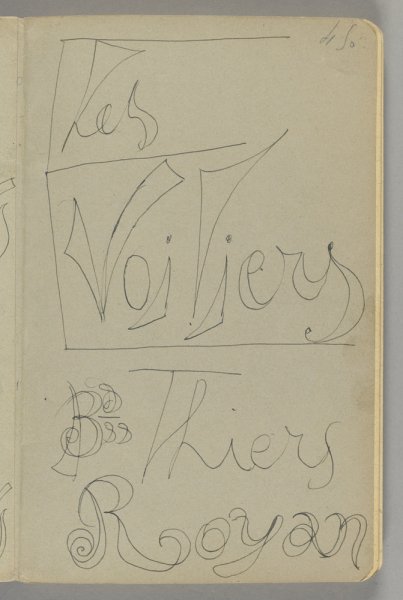 Les
Voiliers
Bd Thiers
Royan